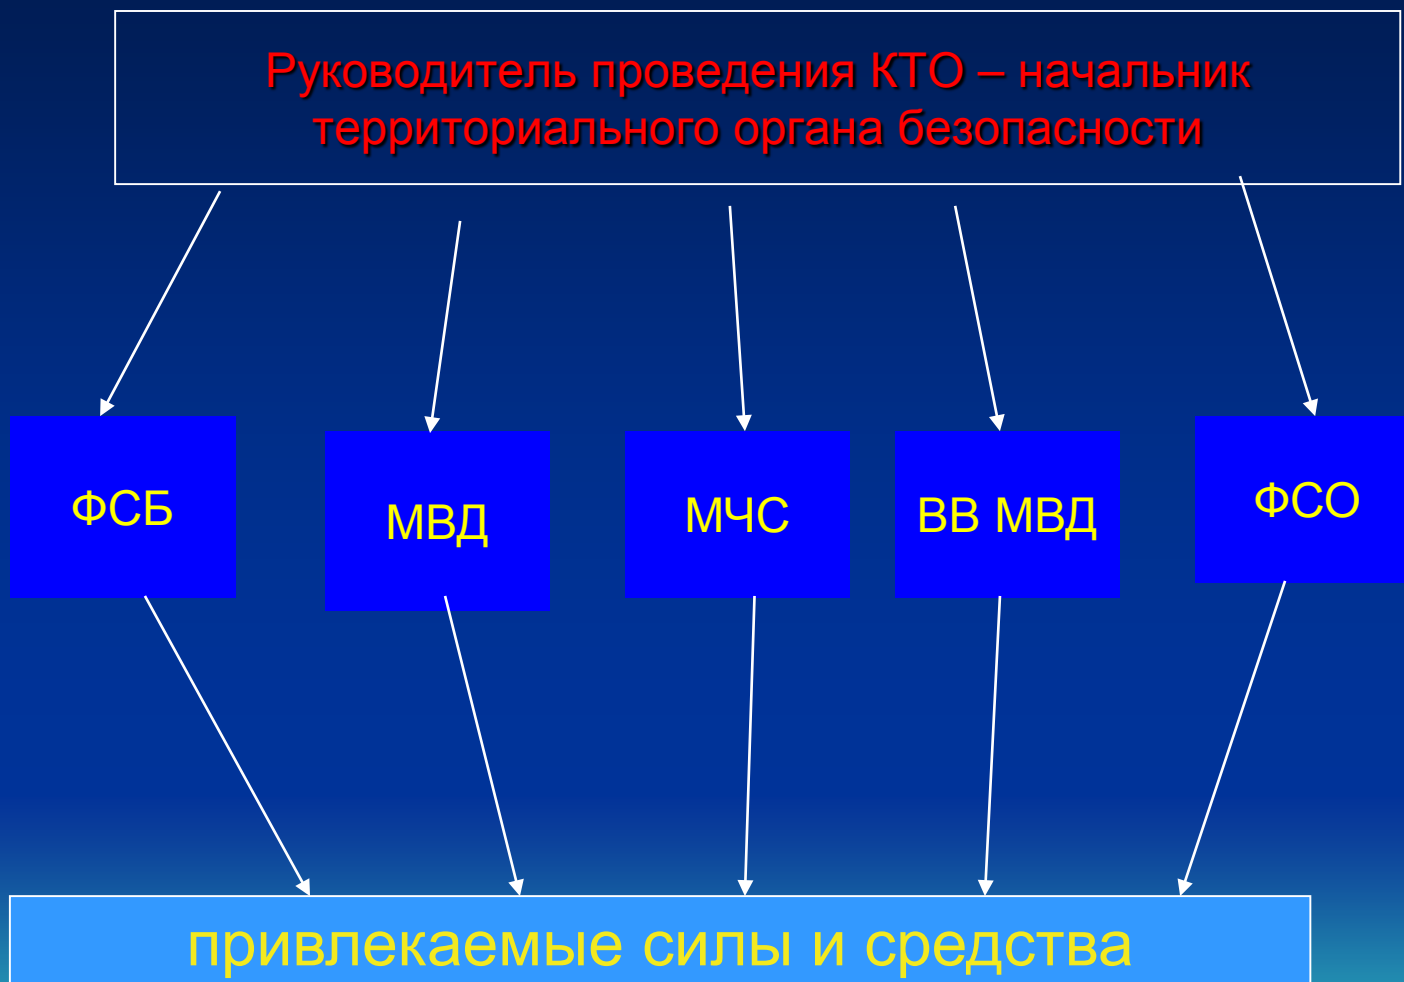 Руководитель проведения КТО – начальник
территориального органа безопасности
ФСБ
МВД
МЧС
ВВ МВД
ФСО
привлекаемые силы и средства